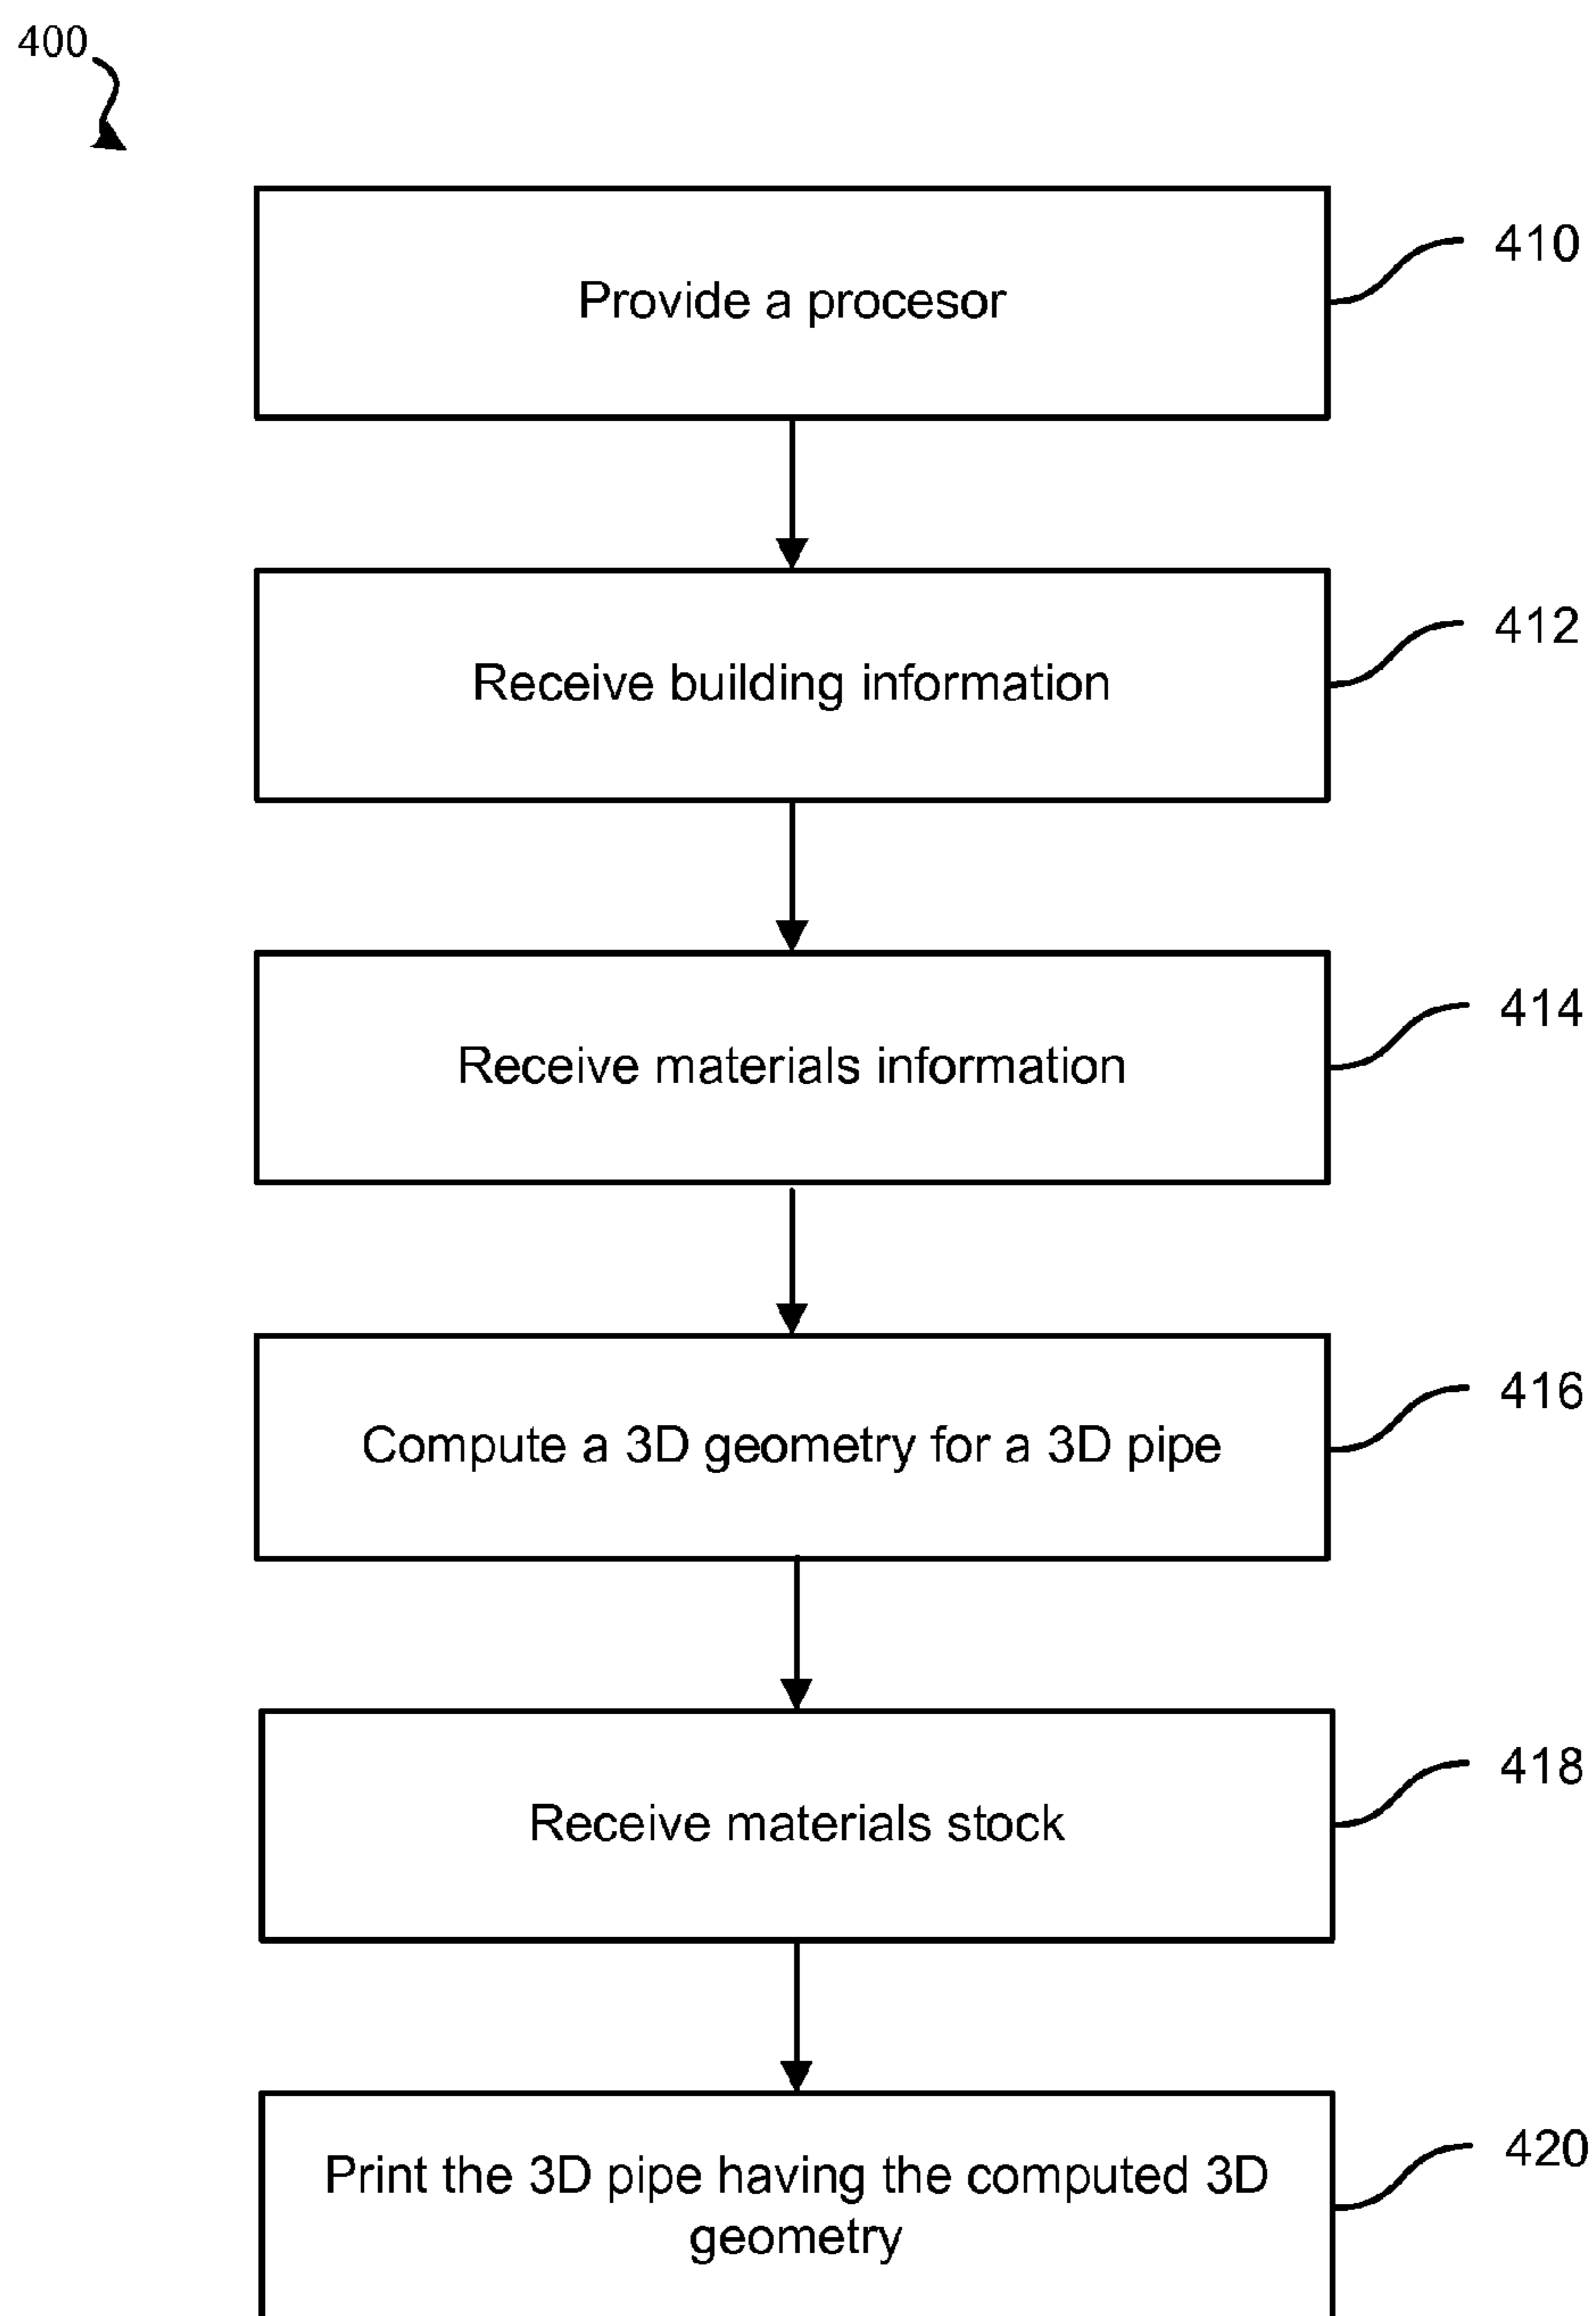 400
Provide a procesor
410
Receive building information
412
Receive materials information
414
Compute a 3D geometry for a 3D pipe
416
Receive materials stock
418
Print the 3D pipe having the computed 3D
geometry
420